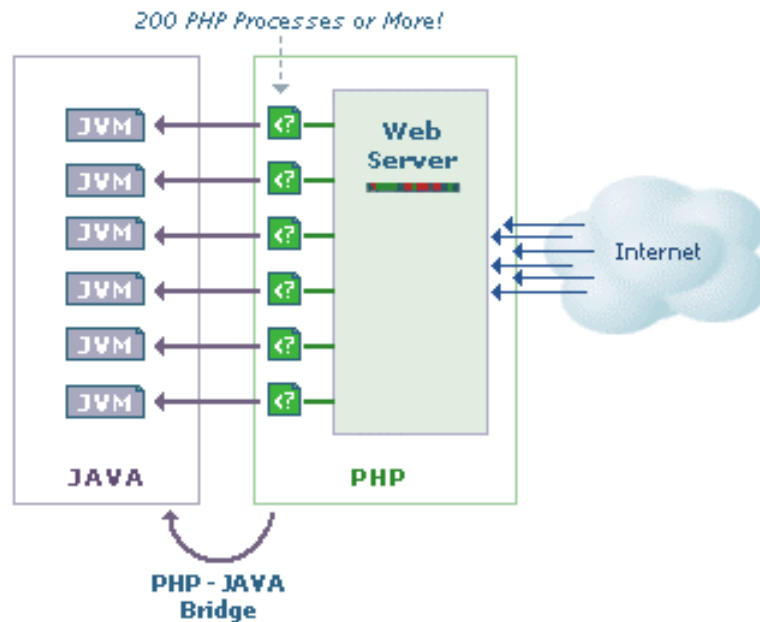 200 PHP Processes or More!
JVM
<?
Web
Server
JVM
<?
JVM
<?
Internet
JVM
<?
JVM
<?
JVM
<?
JAVA
PHP
PHP - JAVA
Bridge